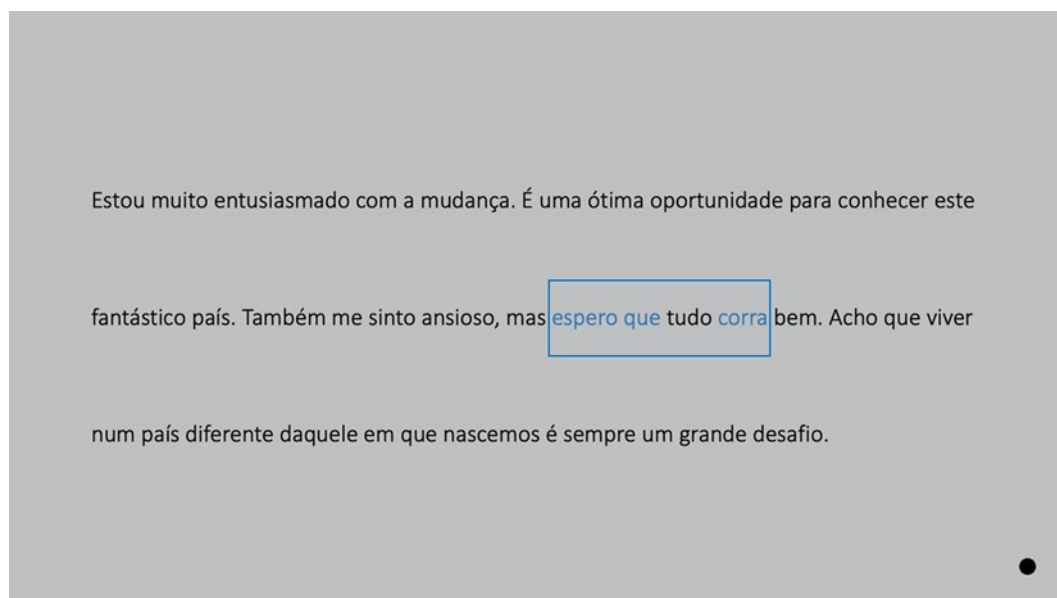 Estou muito entusiasmado com a mudança. É uma ótima oportunidade para conhecer este
fantástico país. Também me sinto ansioso, mas espero que tudo corra bem. Acho que viver
num país diferente daquele em que nascemos é sempre um grande desafio.